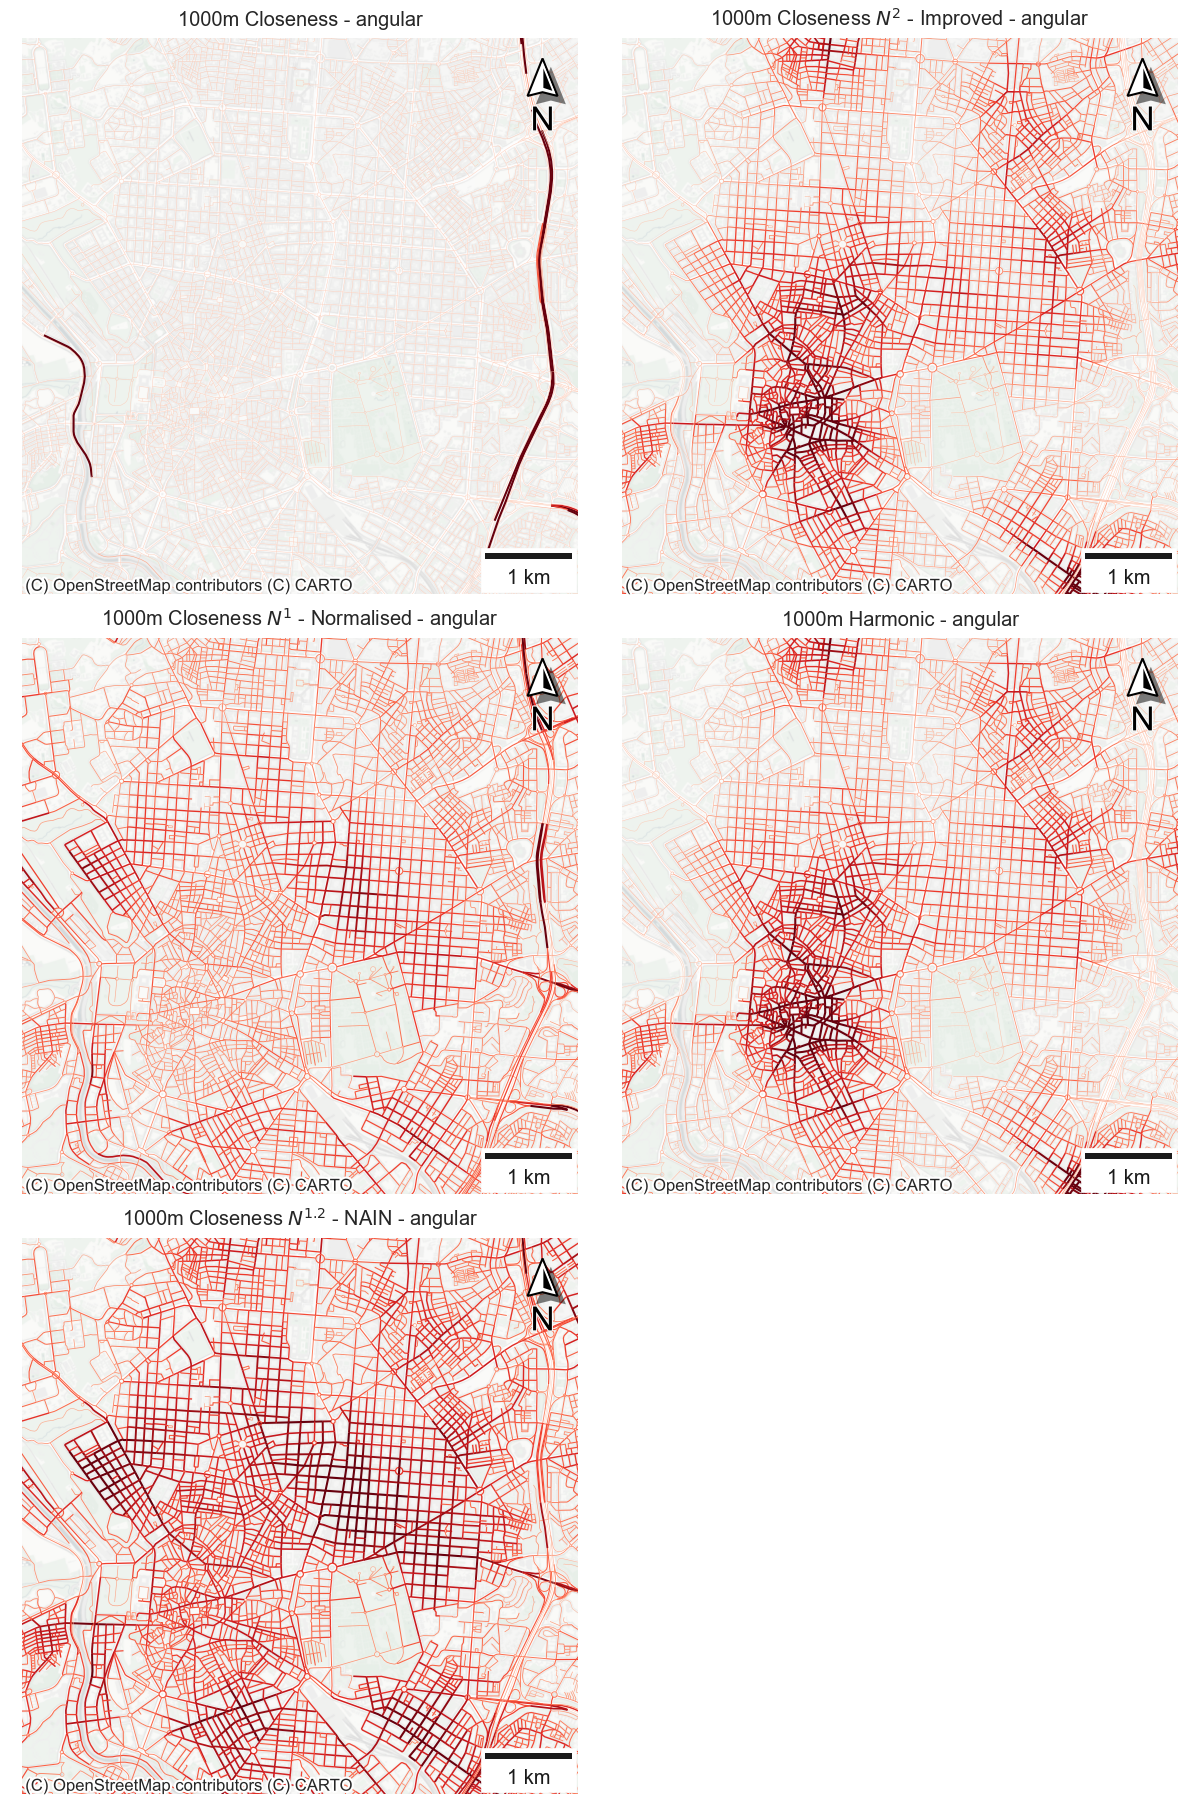 1000m Closeness - angular
N
1 km
(C) OpenStreetMap contributors (C) CARTO
1000m Closeness N² - Improved - angular
N
1 km
(C) OpenStreetMap contributors (C) CARTO
1000m Closeness N¹ - Normalised - angular
N
1 km
(C) OpenStreetMap contributors (C) CARTO
1000m Harmonic - angular
N
1 km
(C) OpenStreetMap contributors (C) CARTO
1000m Closeness N¹·² - NAIN - angular
N
1 km
(C) OpenStreetMap contributors (C) CARTO